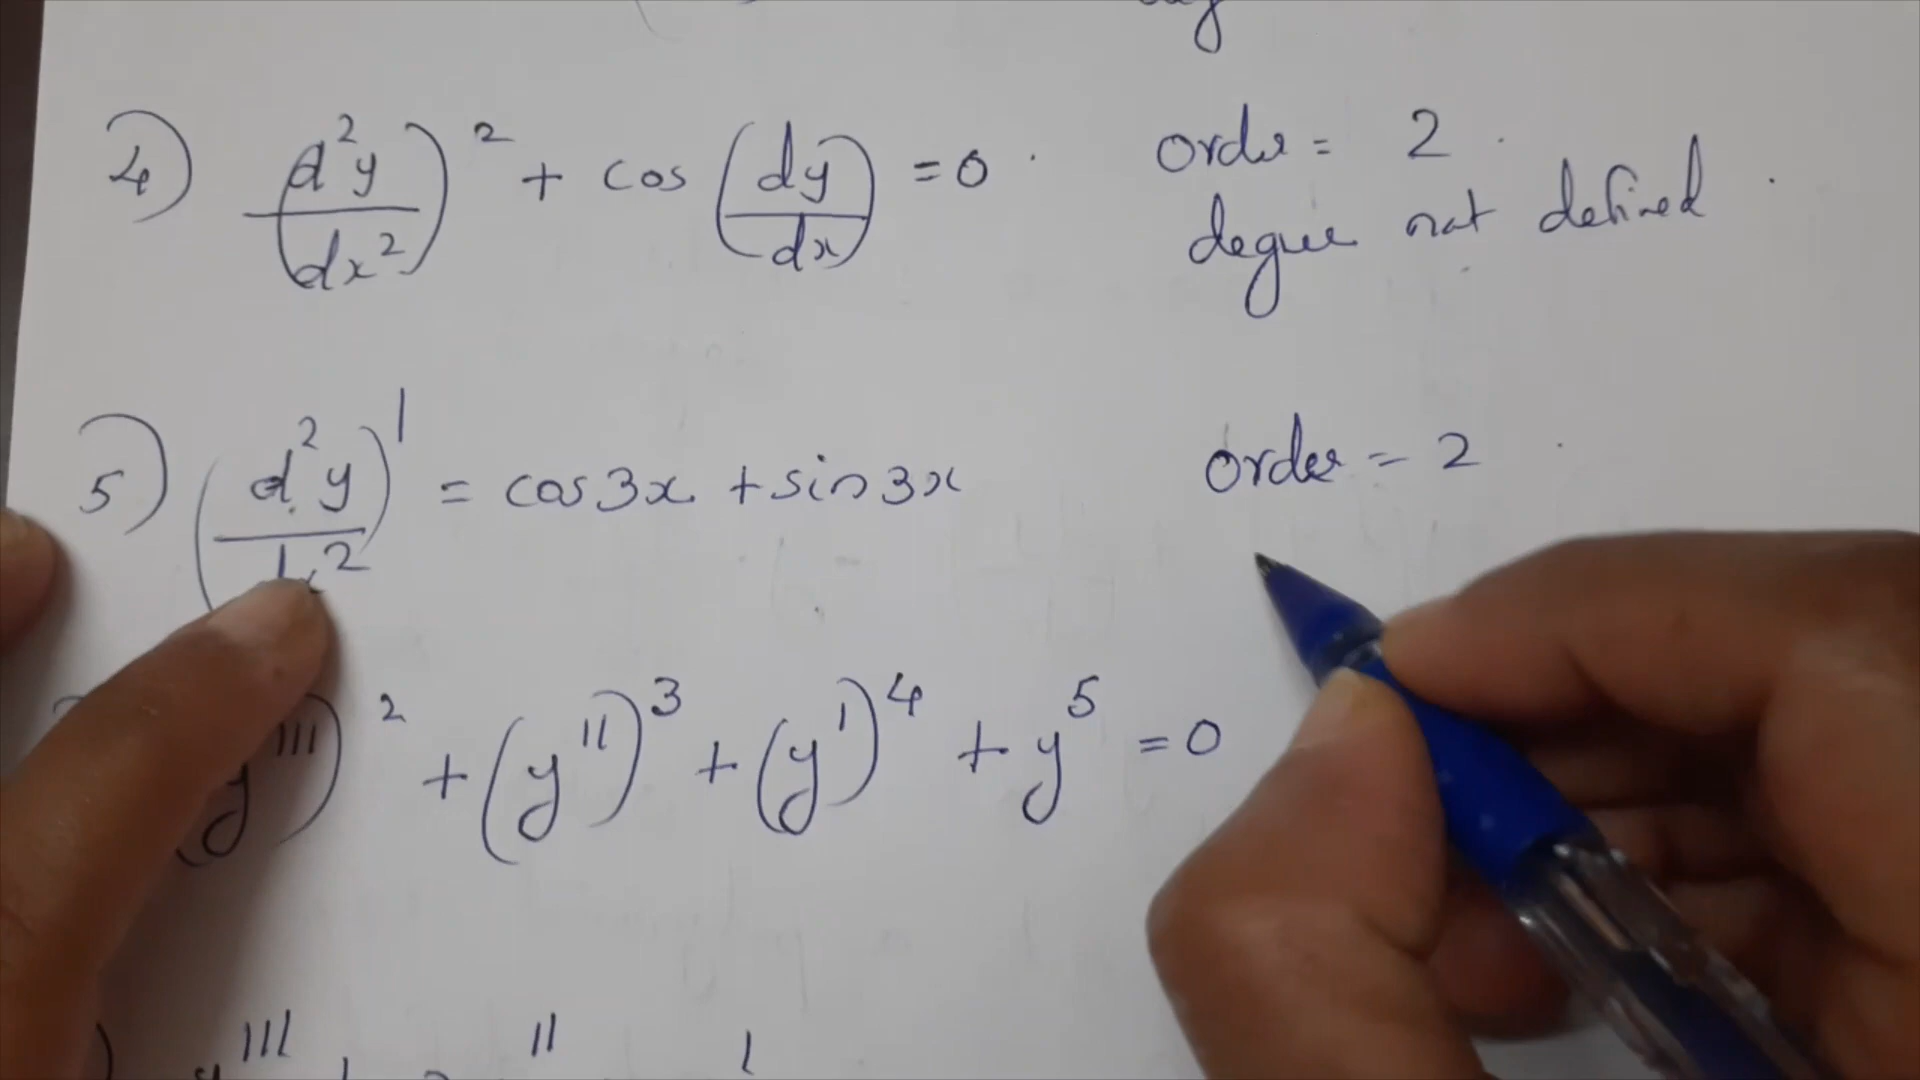 4) (d²y/dx²)² + cos (dy/dx) = 0 . order = 2 .
degree not defined .
5) (d²y/ ²)¹ = cos3x + sin3x order = 2
(y''')² + (y'')³ + (y')⁴ + y⁵ = 0
''' '' '